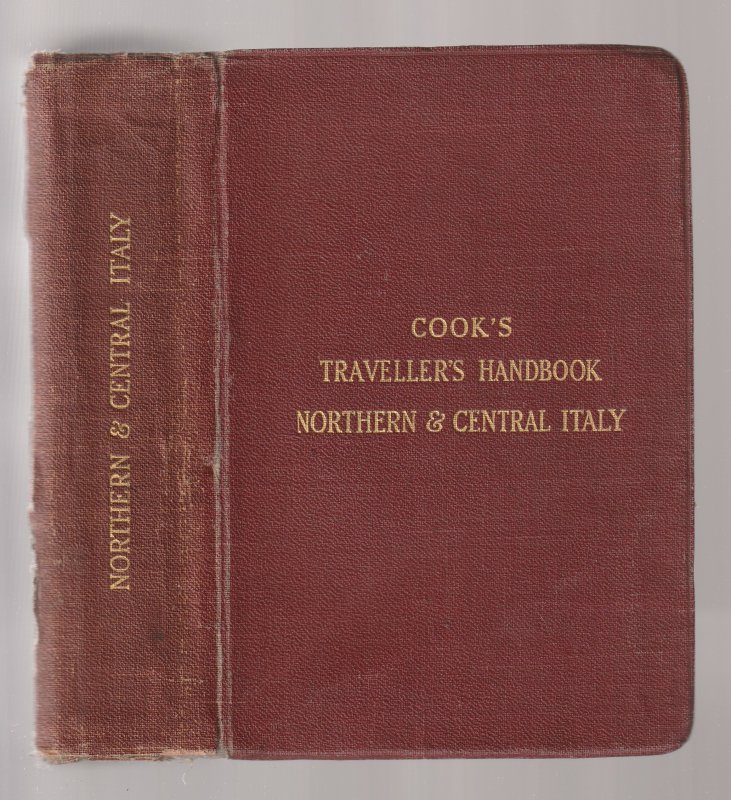 NORTHERN & CENTRAL ITALY
COOK'S
TRAVELLER'S HANDBOOK
NORTHERN & CENTRAL ITALY